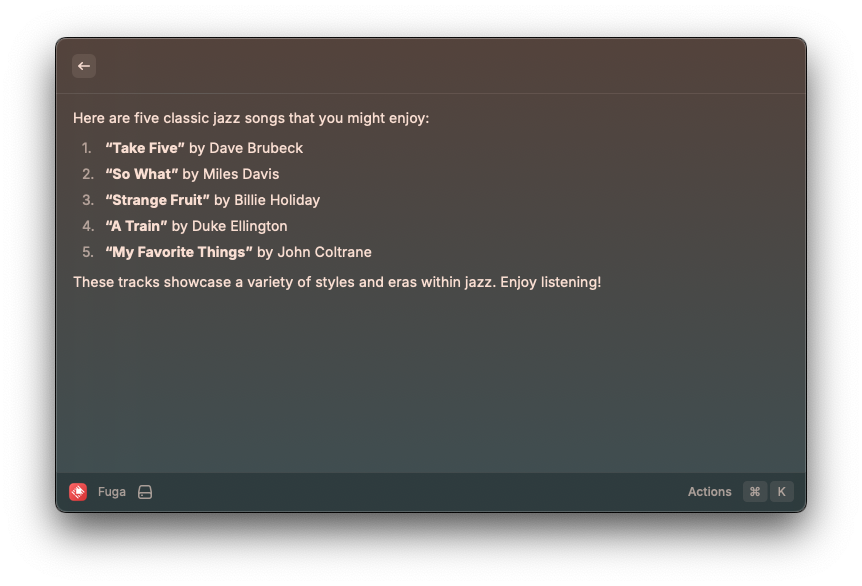 Here are five classic jazz songs that you might enjoy:
1. “Take Five” by Dave Brubeck
2. “So What” by Miles Davis
3. “Strange Fruit” by Billie Holiday
4. “A Train” by Duke Ellington
5. “My Favorite Things” by John Coltrane
These tracks showcase a variety of styles and eras within jazz. Enjoy listening!
Fuga Actions ⌘ K